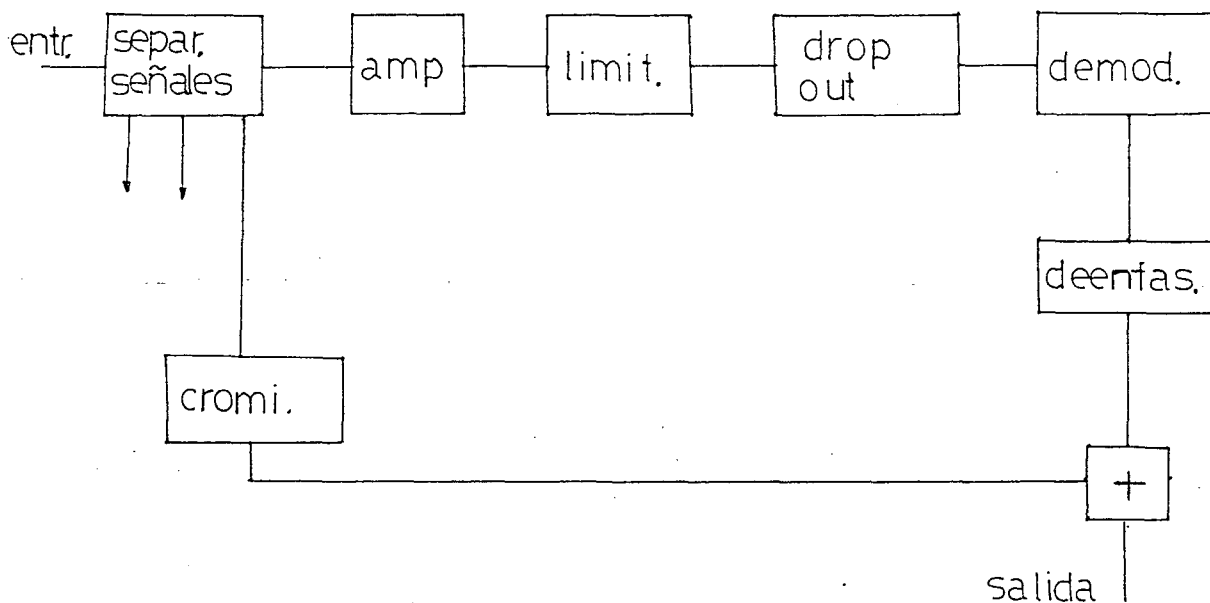 entr.
separ.
señales
amp
limit.
drop
out
demod.
deenfas.
cromi.
+
salida